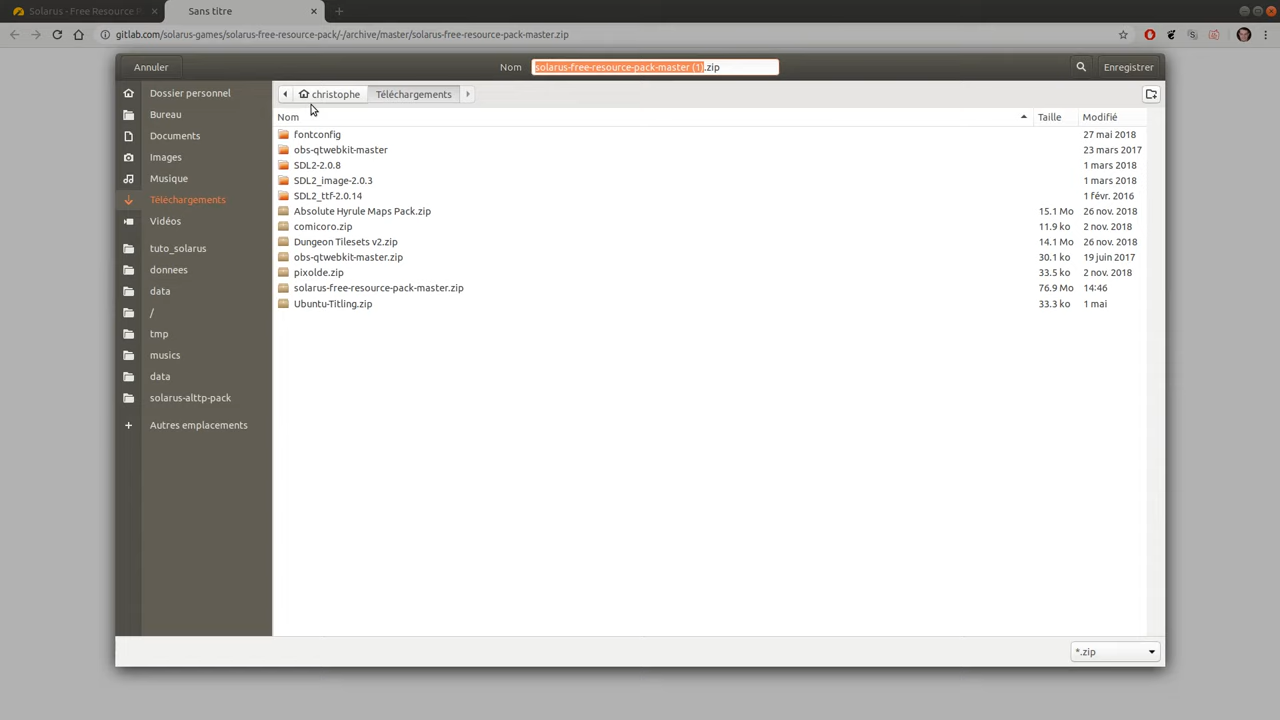 Solarus - Free Resource P
Sans titre
gitlab.com/solarus-games/solarus-free-resource-pack/-/archive/master/solarus-free-resource-pack-master.zip
Annuler
Nom
solarus-free-resource-pack-master (1).zip
Enregistrer
Dossier personnel
Bureau
Documents
Images
Musique
Téléchargements
Vidéos
tuto_solarus
donnees
data
/
tmp
musics
data
solarus-alttp-pack
Autres emplacements
christophe
Téléchargements
Nom Taille Modifié
fontconfig 27 mai 2018
obs-qtwebkit-master 23 mars 2017
SDL2-2.0.8 1 mars 2018
SDL2_image-2.0.3 1 mars 2018
SDL2_ttf-2.0.14 1 févr. 2016
Absolute Hyrule Maps Pack.zip 15.1 Mo 26 nov. 2018
comicoro.zip 11.9 ko 2 nov. 2018
Dungeon Tilesets v2.zip 14.1 Mo 26 nov. 2018
obs-qtwebkit-master.zip 30.1 ko 19 juin 2017
pixolde.zip 33.5 ko 2 nov. 2018
solarus-free-resource-pack-master.zip 76.9 Mo 14:46
Ubuntu-Titling.zip 33.3 ko 1 mai
*.zip